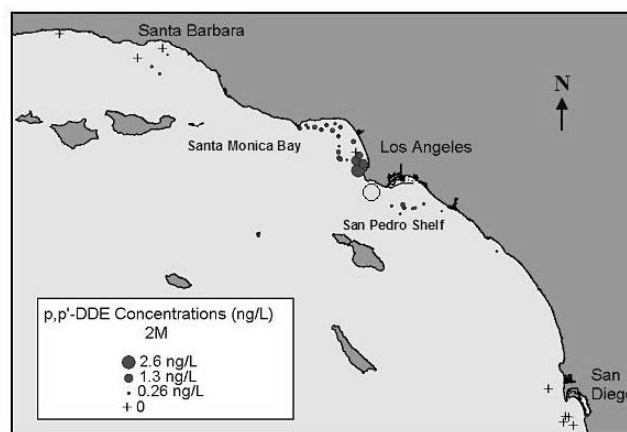 Santa Barbara
N
Santa Monica Bay
Los Angeles
San Pedro Shelf
p,p'-DDE Concentrations (ng/L)
2M
2.6 ng/L
1.3 ng/L
0.26 ng/L
+ 0
San
Diego